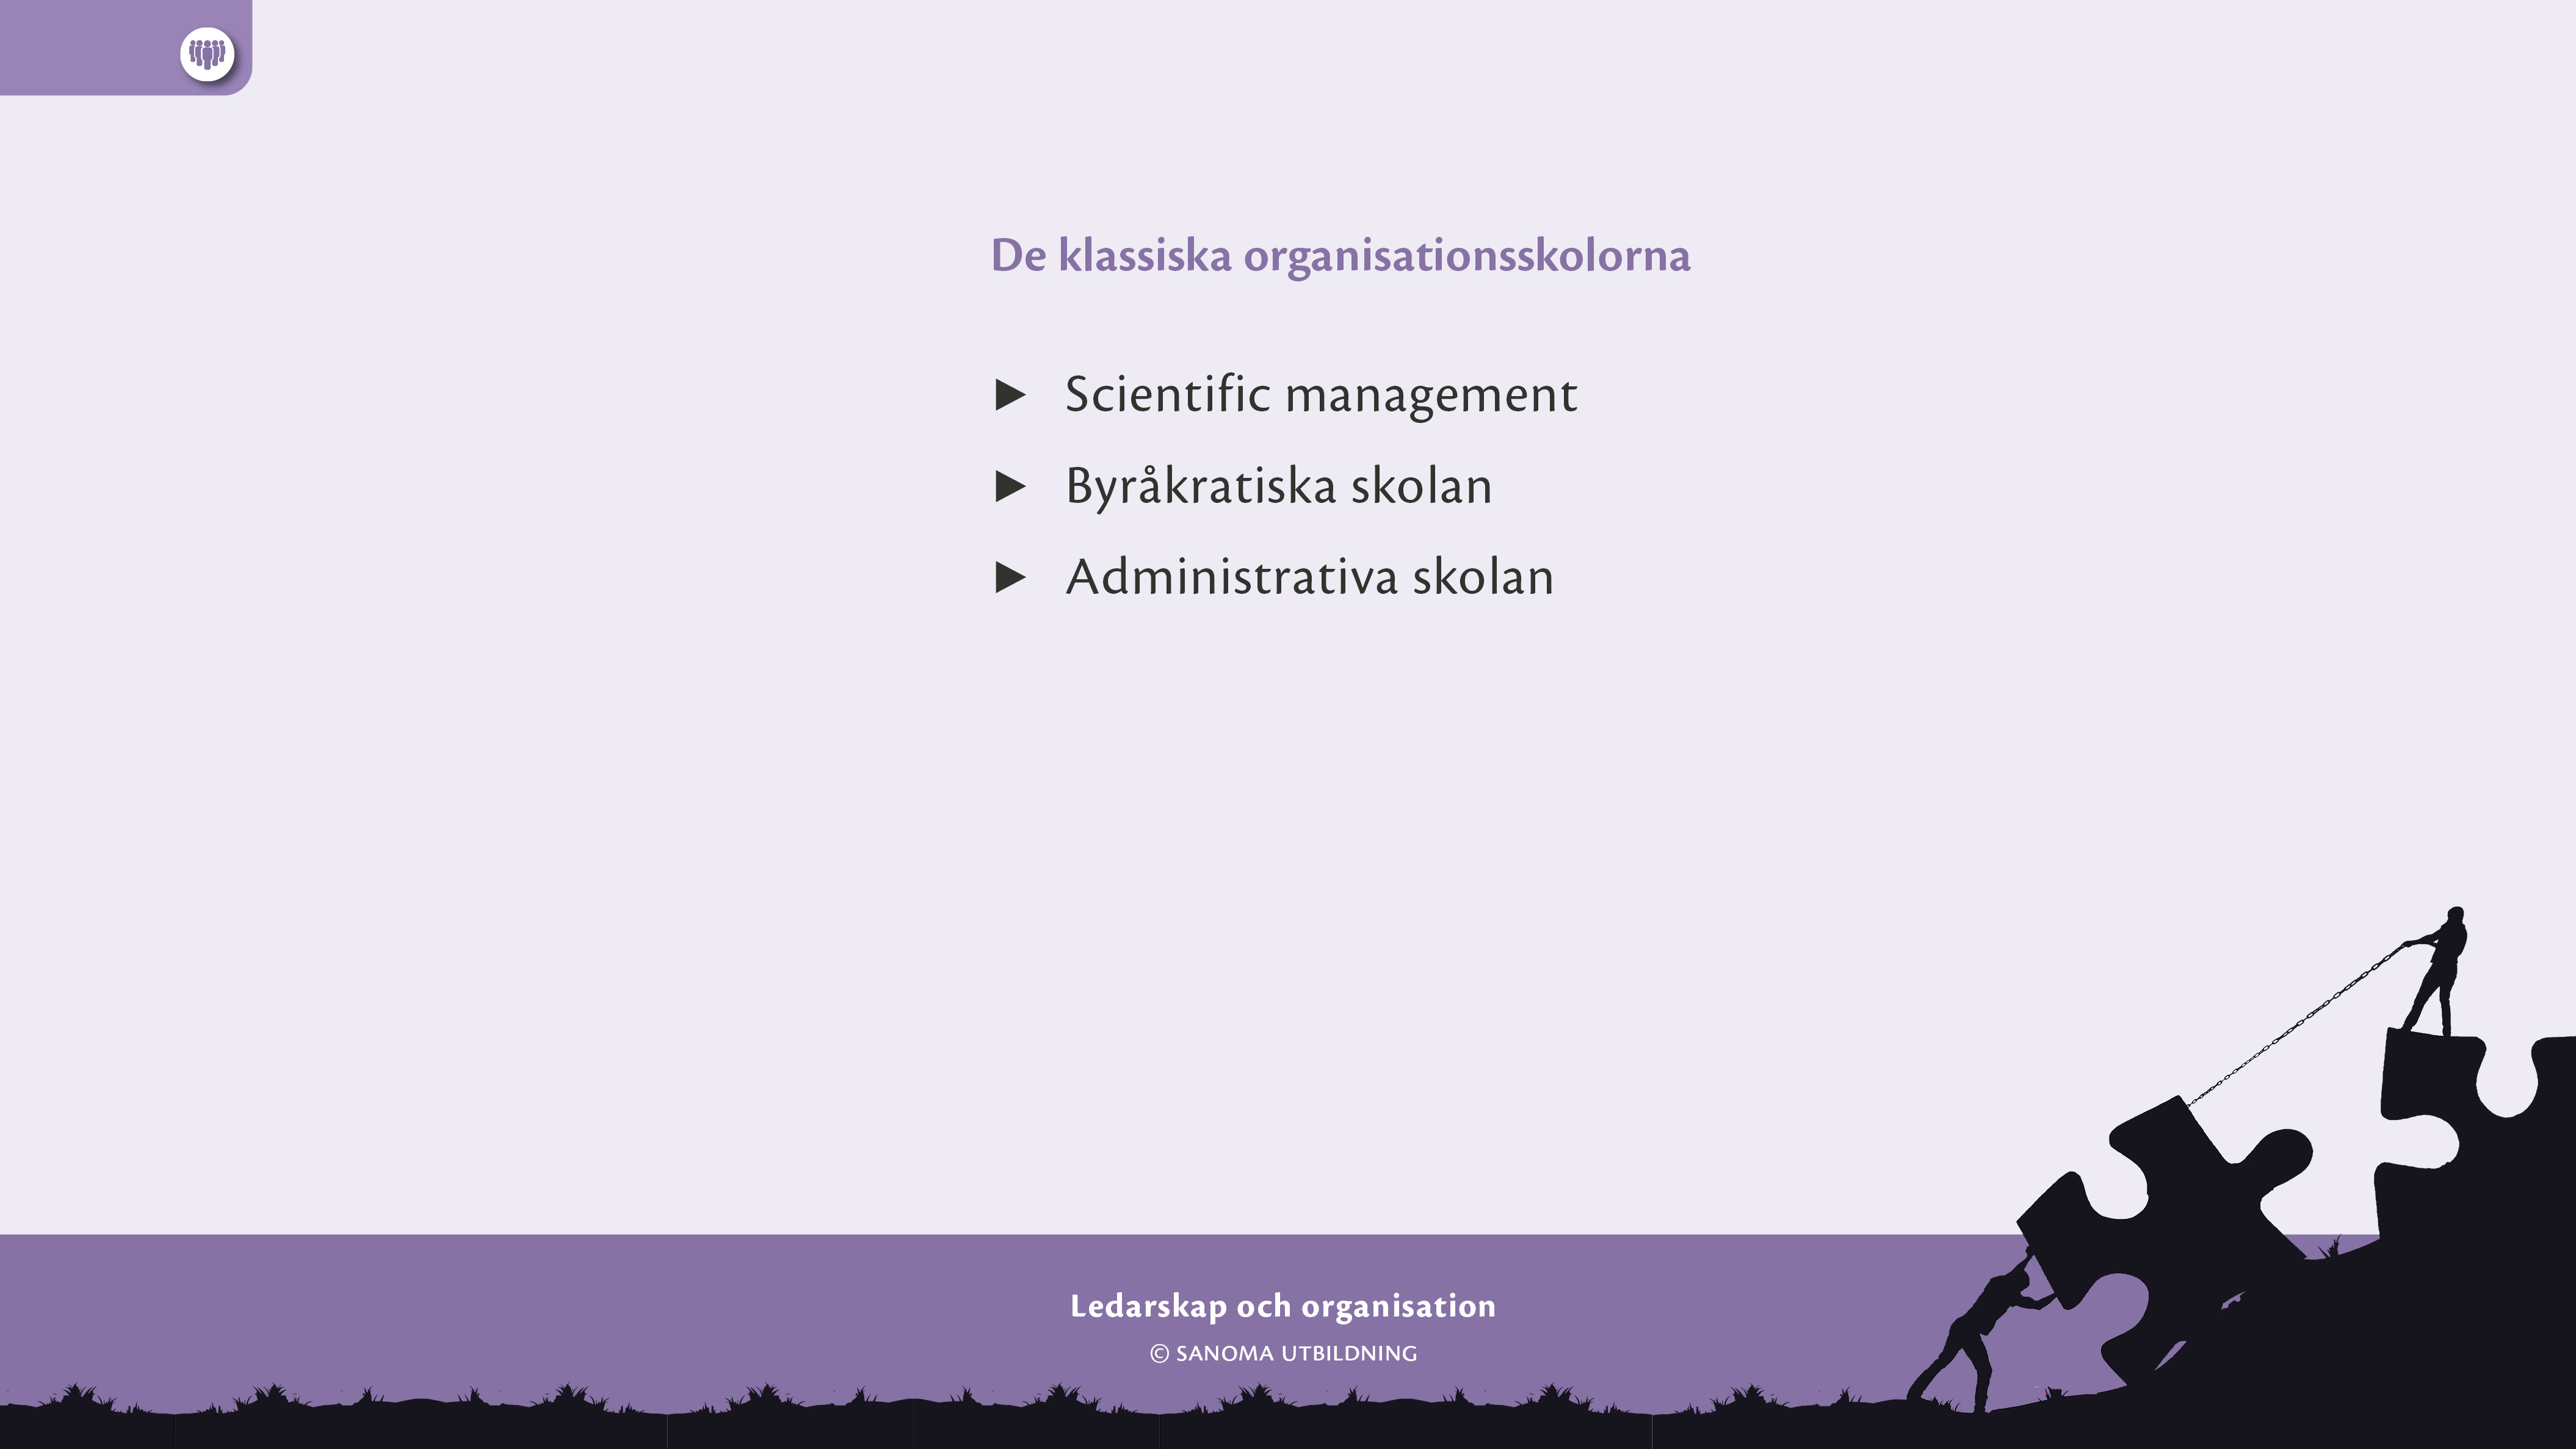 De klassiska organisationsskolorna
► Scientific management
► Byråkratiska skolan
► Administrativa skolan
Ledarskap och organisation
© SANOMA UTBILDNING